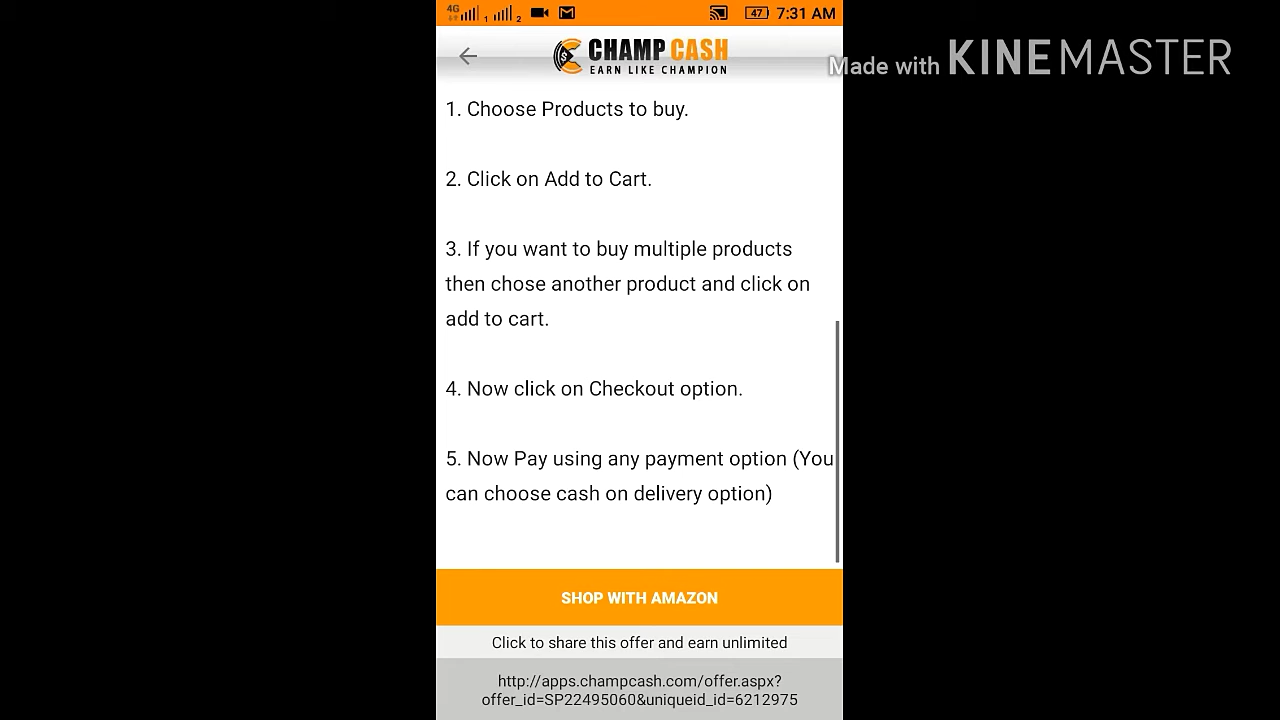 4G 1 2 47 7:31 AM
CHAMP CASH
EARN LIKE CHAMPION
Made with KINEMASTER
1. Choose Products to buy.
2. Click on Add to Cart.
3. If you want to buy multiple products
then chose another product and click on
add to cart.
4. Now click on Checkout option.
5. Now Pay using any payment option (You
can choose cash on delivery option)
SHOP WITH AMAZON
Click to share this offer and earn unlimited
http://apps.champcash.com/offer.aspx?
offer_id=SP22495060&uniqueid_id=6212975